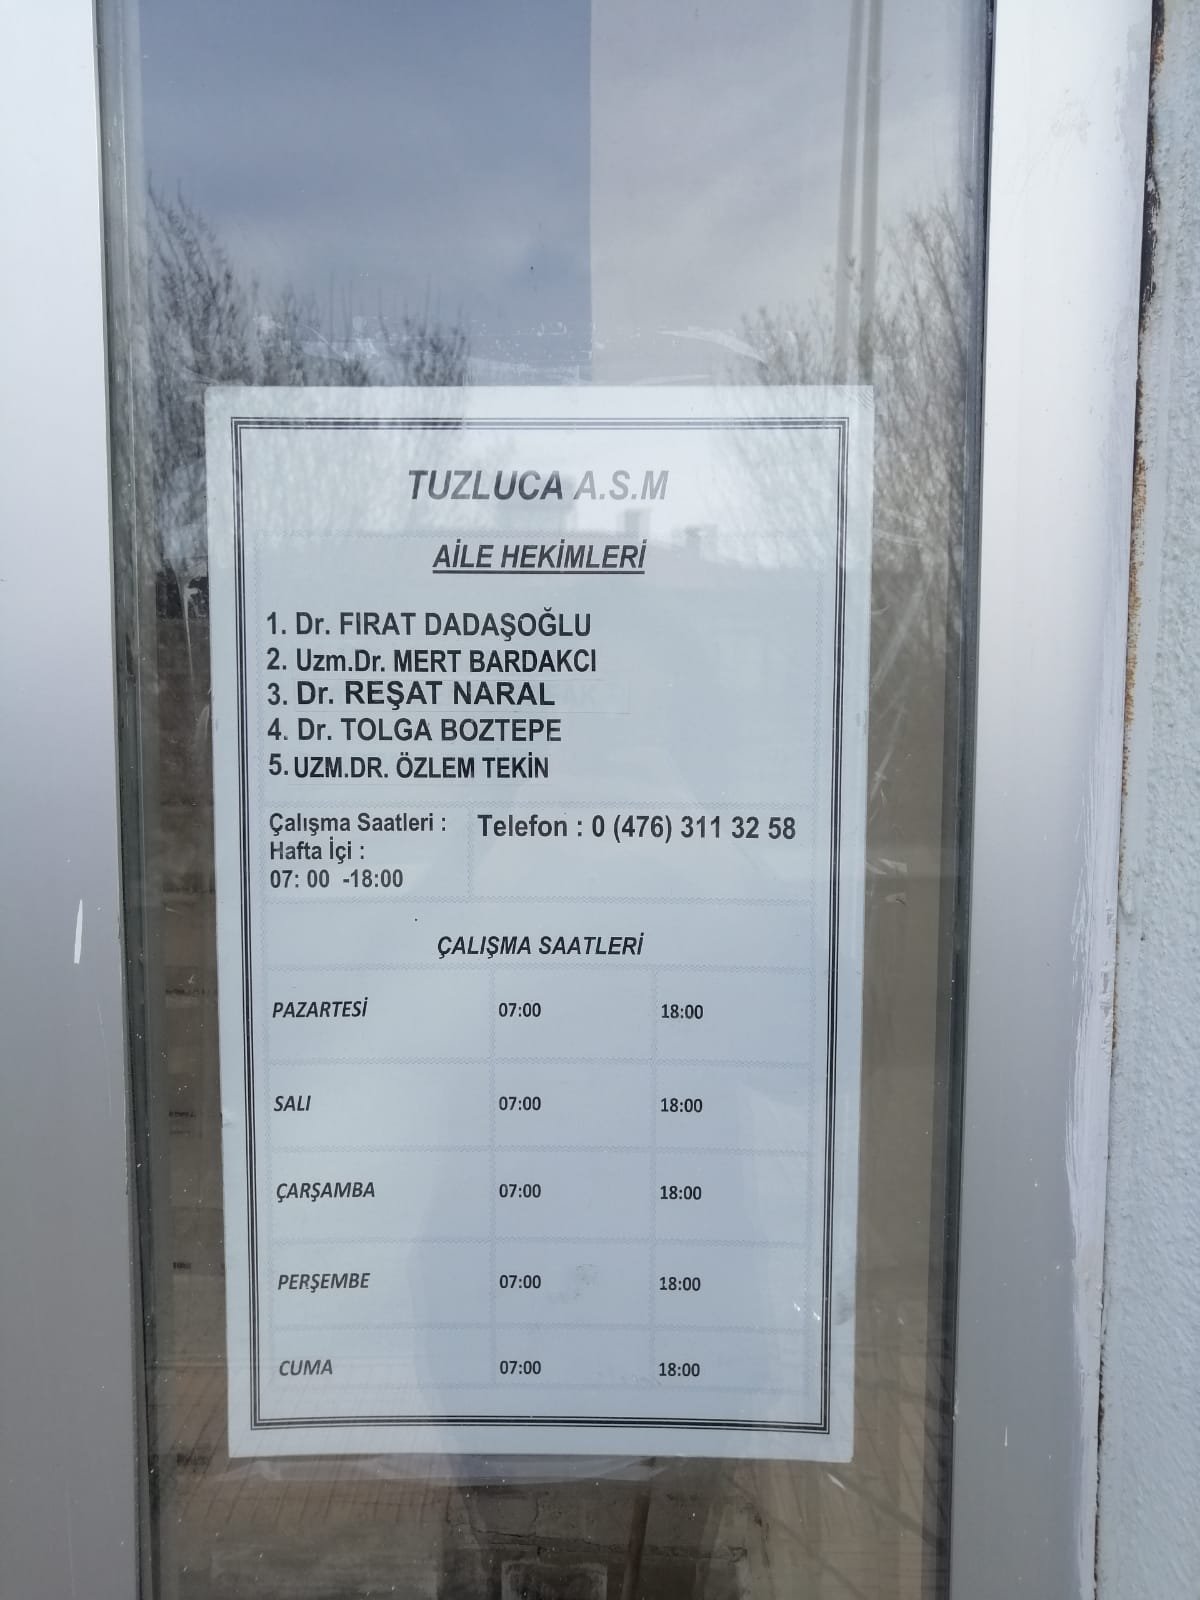 TUZLUCA A.S.M
AİLE HEKİMLERİ
1. Dr. FIRAT DADAŞOĞLU
2. Uzm.Dr. MERT BARDAKCI
3. Dr. REŞAT NARAL
4. Dr. TOLGA BOZTEPE
5. UZM.DR. ÖZLEM TEKİN
Çalışma Saatleri :
Hafta İçi :
07: 00 -18:00
Telefon : 0 (476) 311 32 58
ÇALIŞMA SAATLERİ
PAZARTESİ 07:00 18:00
SALI 07:00 18:00
ÇARŞAMBA 07:00 18:00
PERŞEMBE 07:00 18:00
CUMA 07:00 18:00